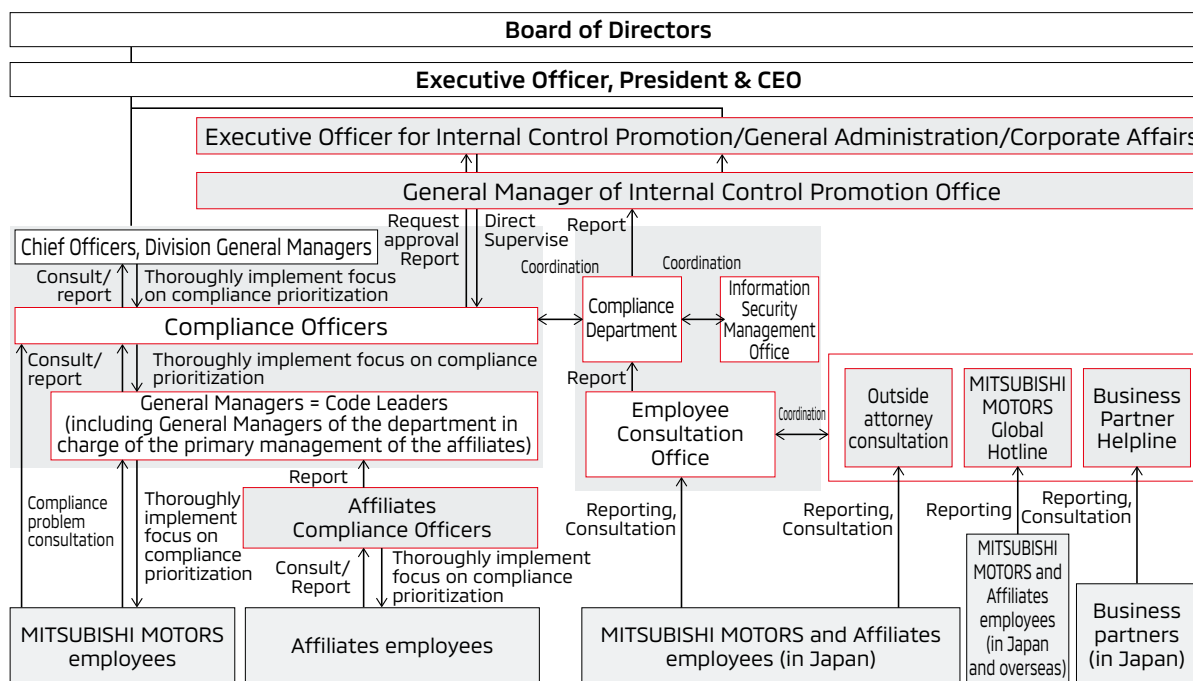 Board of Directors
Executive Officer, President & CEO
Executive Officer for Internal Control Promotion/General Administration/Corporate Affairs
General Manager of Internal Control Promotion Office
Request
approval
Report
Direct
Supervise
Report
Chief Officers, Division General Managers
Consult/
report
Thoroughly implement focus
on compliance prioritization
Coordination
Coordination
Compliance Officers
Compliance
Department
Information
Security
Management
Office
Consult/
report
Thoroughly implement focus on compliance
prioritization
Report
General Managers = Code Leaders
(including General Managers of the department in
charge of the primary management of the affiliates)
Employee
Consultation
Office
Coordination
Outside
attorney
consultation
MITSUBISHI
MOTORS
Global
Hotline
Business
Partner
Helpline
Report
Affiliates
Compliance Officers
Compliance
problem
consultation
Thoroughly
implement
focus on
compliance
prioritization
Consult/
Report
Thoroughly implement
focus on compliance
prioritization
Reporting,
Consultation
Reporting,
Consultation
Reporting
Reporting,
Consultation
MITSUBISHI MOTORS
employees
Affiliates employees
MITSUBISHI MOTORS and Affiliates
employees (in Japan)
MITSUBISHI
MOTORS and
Affiliates
employees
(in Japan
and overseas)
Business
partners
(in Japan)